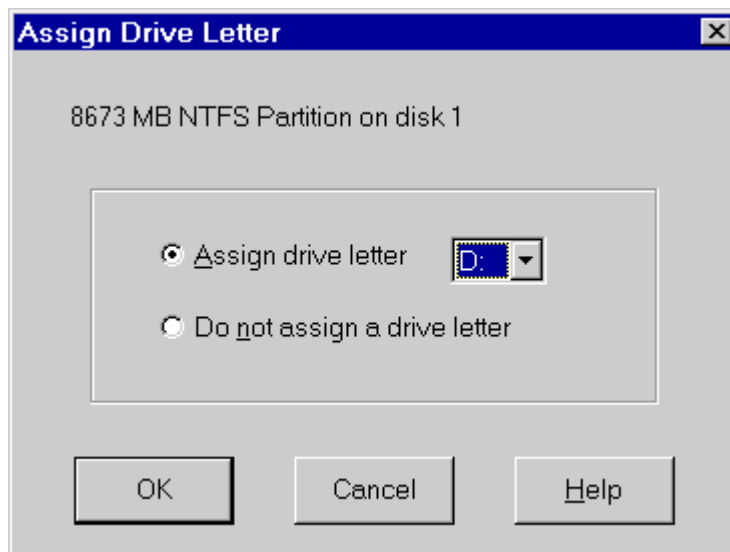 Assign Drive Letter
8673 MB NTFS Partition on disk 1
Assign drive letter D:
Do not assign a drive letter
OK Cancel Help